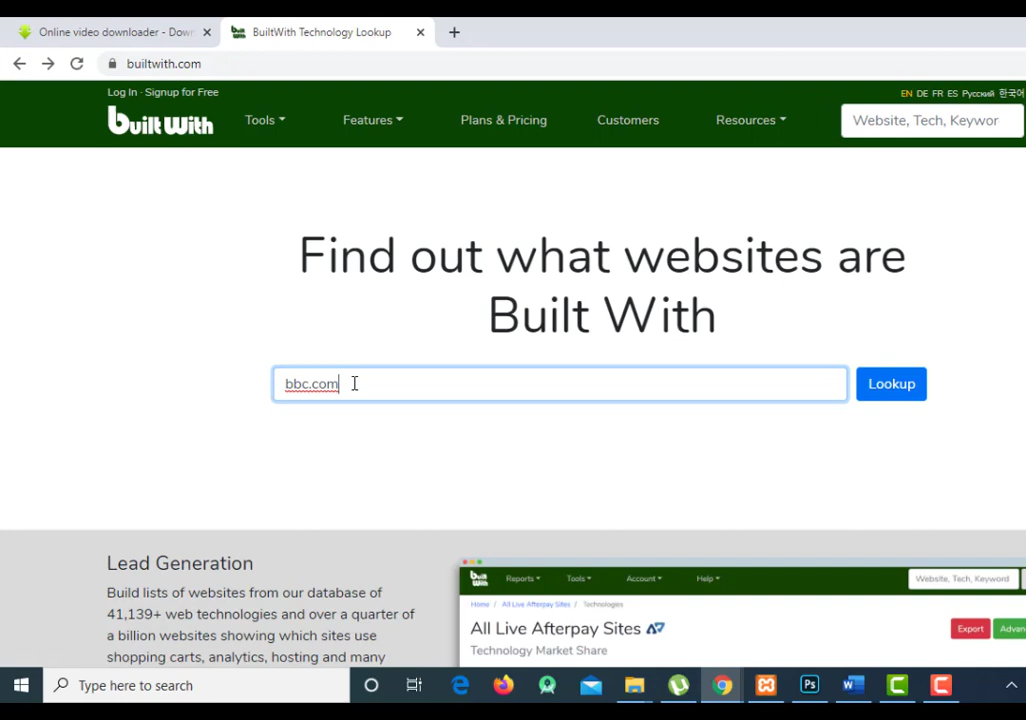 Online video downloader - Down
BuiltWith Technology Lookup
builtwith.com
Log In · Signup for Free
EN DE FR ES Русский 한국어
built with
Tools
Features
Plans & Pricing
Customers
Resources
Website, Tech, Keywor
Find out what websites are
Built With
bbc.com
Lookup
Lead Generation
Build lists of websites from our database of
41,139+ web technologies and over a quarter of
a billion websites showing which sites use
shopping carts, analytics, hosting and many
built with
Reports
Tools
Account
Help
Website, Tech, Keyword
Home / All Live Afterpay Sites / Technologies
All Live Afterpay Sites
Export
Advan
Technology Market Share
Type here to search
Ps
W